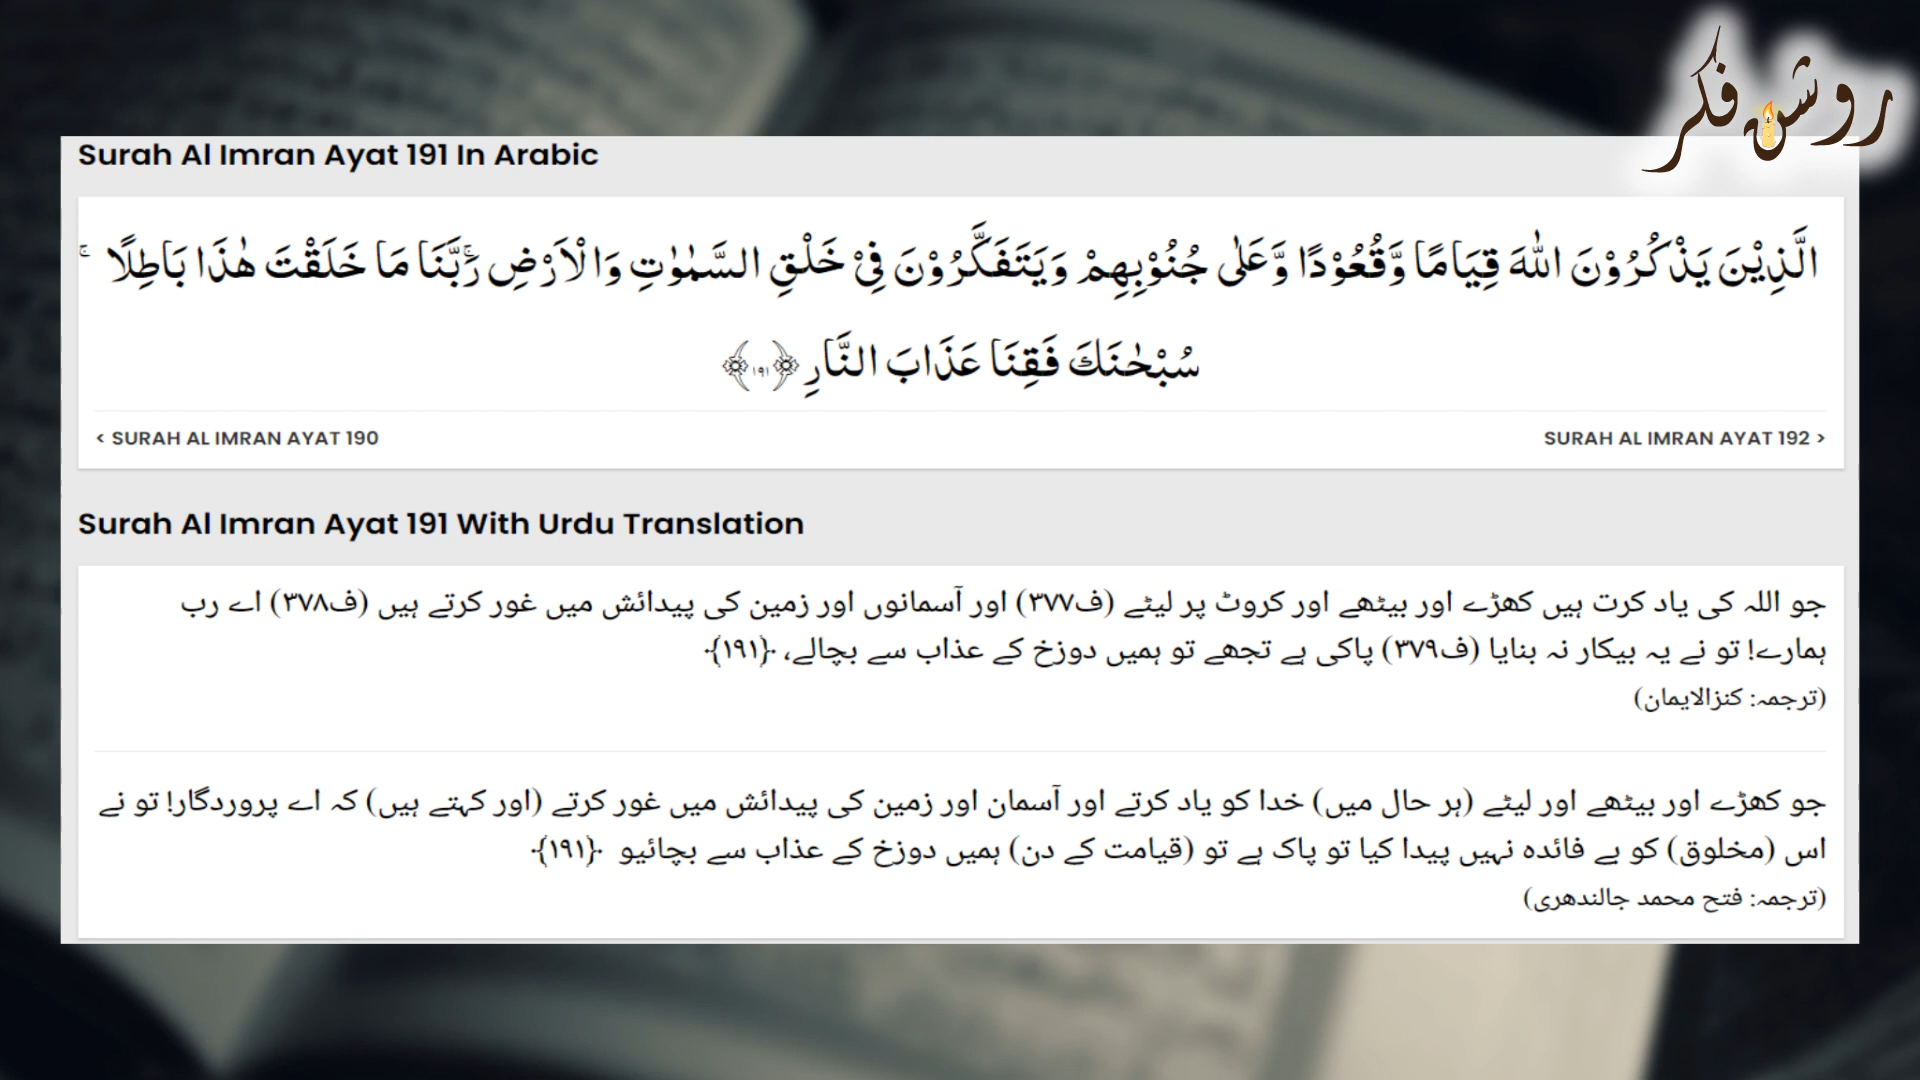 روشن فکر
Surah Al Imran Ayat 191 In Arabic
الَّذِيْنَ يَذْكُرُوْنَ اللّٰهَ قِيَامًا وَّقُعُوْدًا وَّعَلٰى جُنُوْبِهِمْ وَيَتَفَكَّرُوْنَ فِىْ خَلْقِ السَّمٰوٰتِ وَالْاَرْضِ‌ۚ رَبَّنَا مَا خَلَقْتَ هٰذَا بَاطِلًا ۚ
سُبْحٰنَكَ فَقِنَا عَذَابَ النَّارِ ﴿۱۹۱﴾
< SURAH AL IMRAN AYAT 190
SURAH AL IMRAN AYAT 192 >
Surah Al Imran Ayat 191 With Urdu Translation
جو اللہ کی یاد کرت ہیں کھڑے اور بیٹھے اور کروٹ پر لیٹے (ف۳۷۷) اور آسمانوں اور زمین کی پیدائش میں غور کرتے ہیں (ف۳۷۸) اے رب
ہمارے! تو نے یہ بیکار نہ بنایا (ف۳۷۹) پاکی ہے تجھے تو ہمیں دوزخ کے عذاب سے بچالے، ﴿۱۹۱﴾
(ترجمہ: کنزالایمان)
جو کھڑے اور بیٹھے اور لیٹے (ہر حال میں) خدا کو یاد کرتے اور آسمان اور زمین کی پیدائش میں غور کرتے (اور کہتے ہیں) کہ اے پروردگار! تو نے
اس (مخلوق) کو بے فائدہ نہیں پیدا کیا تو پاک ہے تو (قیامت کے دن) ہمیں دوزخ کے عذاب سے بچائیو ﴿۱۹۱﴾
(ترجمہ: فتح محمد جالندھری)